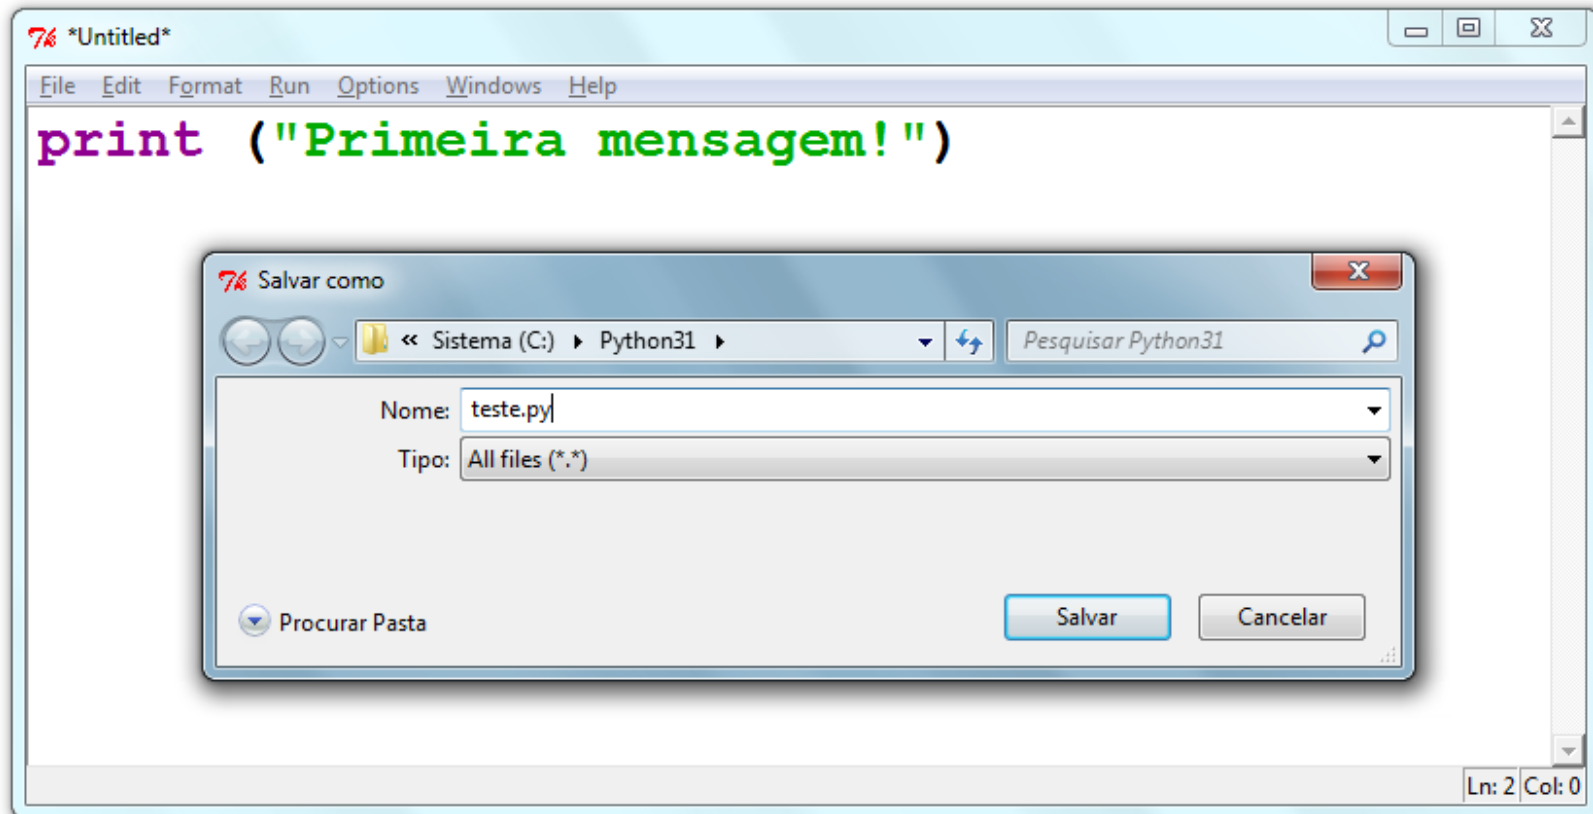 *Untitled*
File Edit Format Run Options Windows Help
print ("Primeira mensagem!")
Salvar como
« Sistema (C:) Python31
Pesquisar Python31
Nome: teste.py
Tipo: All files (*.*)
Procurar Pasta
Salvar Cancelar
Ln: 2 Col: 0